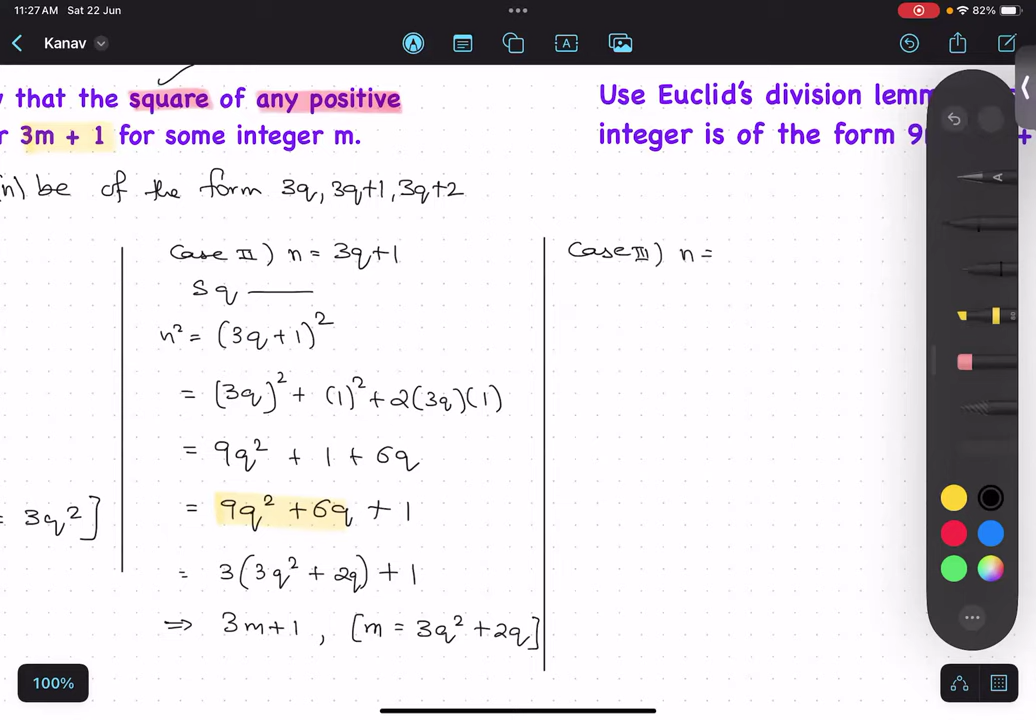 11:27 AM Sat 22 Jun
82%
Kanav
that the square of any positive
3m + 1 for some integer m.
Use Euclid's division lemm
integer is of the form 9
n) be of the form 3q, 3q+1, 3q+2
Case II) n = 3q+1
Sq
n² = (3q+1)²
= (3q)² + (1)² + 2(3q)(1)
= 9q² + 1 + 6q
= 9q² + 6q + 1
= 3(3q² + 2q) + 1
⇒ 3m+1, [m = 3q² + 2q]
= 3q²]
Case III) n =
A
A
80
100%